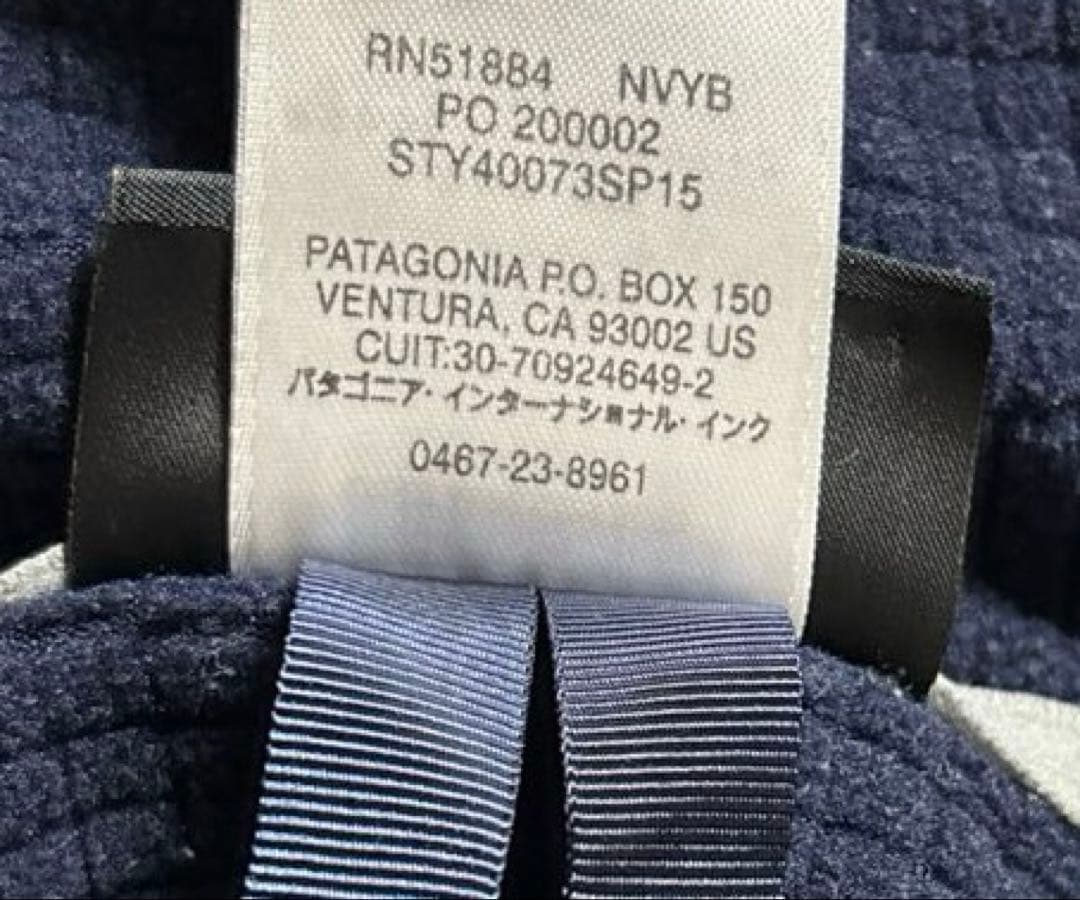 RN51884 NVYB
PO 200002
STY40073SP15
PATAGONIA P.O. BOX 150
VENTURA, CA 93002 US
CUIT:30-70924649-2
パタゴニア・インターナショナル・インク
0467-23-8961